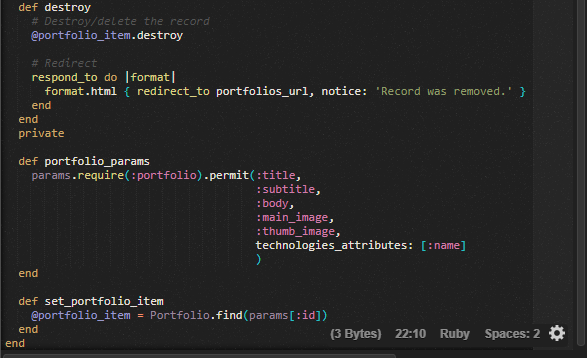 def destroy
# Destroy/delete the record
@portfolio_item.destroy
# Redirect
respond_to do |format|
format.html { redirect_to portfolios_url, notice: 'Record was removed.' }
end
end
private
def portfolio_params
params.require(:portfolio).permit(:title,
:subtitle,
:body,
:main_image,
:thumb_image,
technologies_attributes: [:name]
)
end
def set_portfolio_item
@portfolio_item = Portfolio.find(params[:id])
end
end
(3 Bytes) 22:10 Ruby Spaces: 2